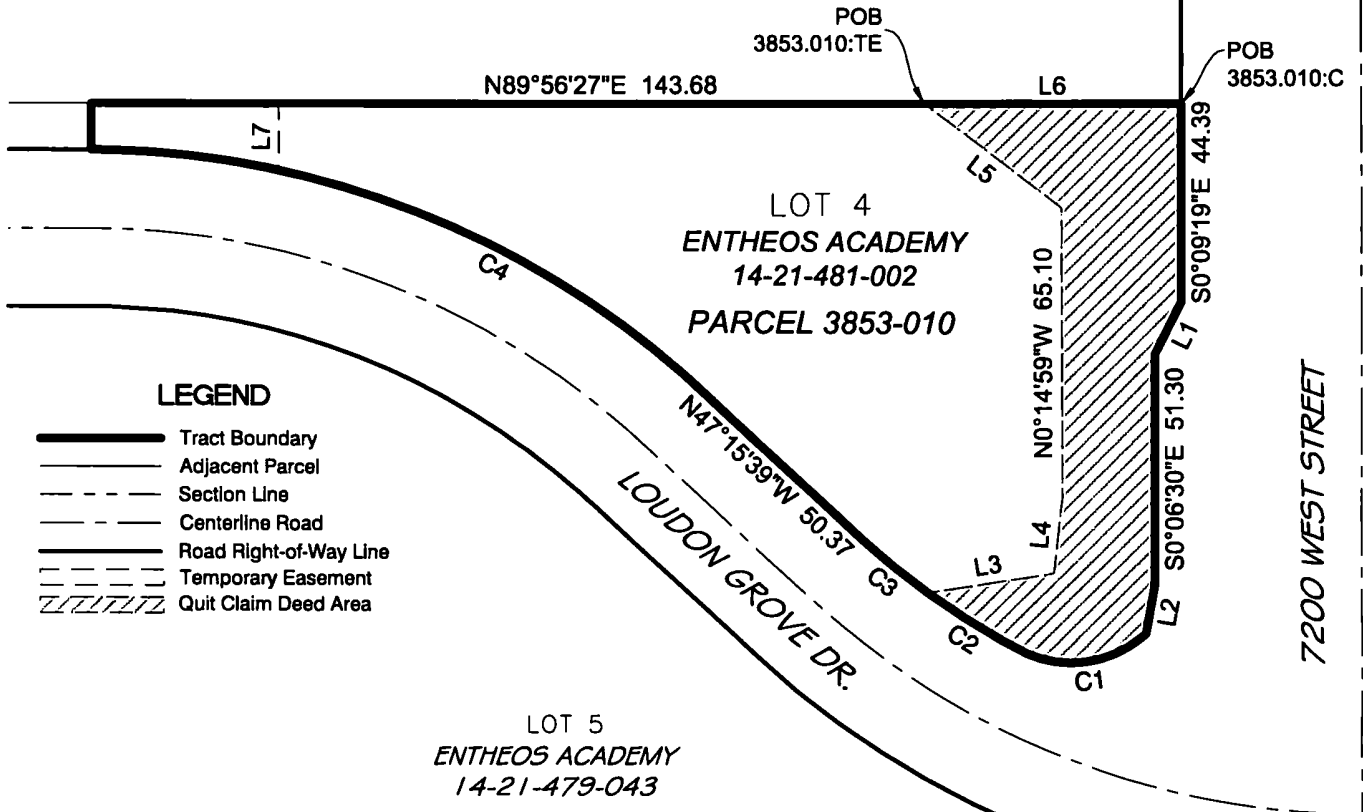 POB
3853.010:TE
POB
3853.010:C
N89°56'27"E 143.68
L6
L7
L5
S0°09'19"E 44.39
LOT 4
ENTHEOS ACADEMY
14-21-481-002
PARCEL 3853-010
C4
N0°14'59"W 65.10
L1
N47°15'39"W 50.37
S0°06'30"E 51.30
7200 WEST STREET
LEGEND
Tract Boundary
Adjacent Parcel
Section Line
Centerline Road
Road Right-of-Way Line
Temporary Easement
Quit Claim Deed Area
LOUDON GROVE DR.
C3
L3
L4
L2
C2
C1
LOT 5
ENTHEOS ACADEMY
14-21-479-043